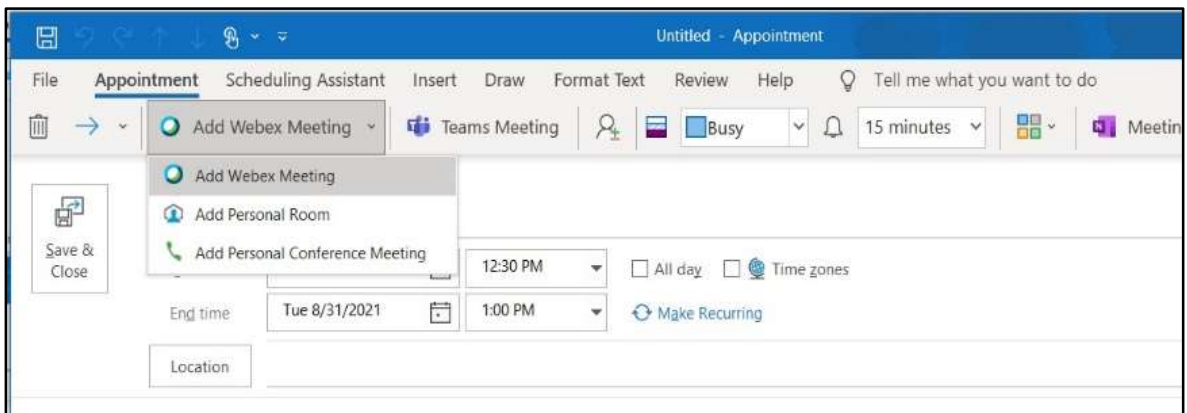 Untitled - Appointment
File Appointment Scheduling Assistant Insert Draw Format Text Review Help Tell me what you want to do
Add Webex Meeting Teams Meeting Busy 15 minutes Meetin
Add Webex Meeting
Add Personal Room
Add Personal Conference Meeting
Save & Close
12:30 PM All day Time zones
End time Tue 8/31/2021 1:00 PM Make Recurring
Location